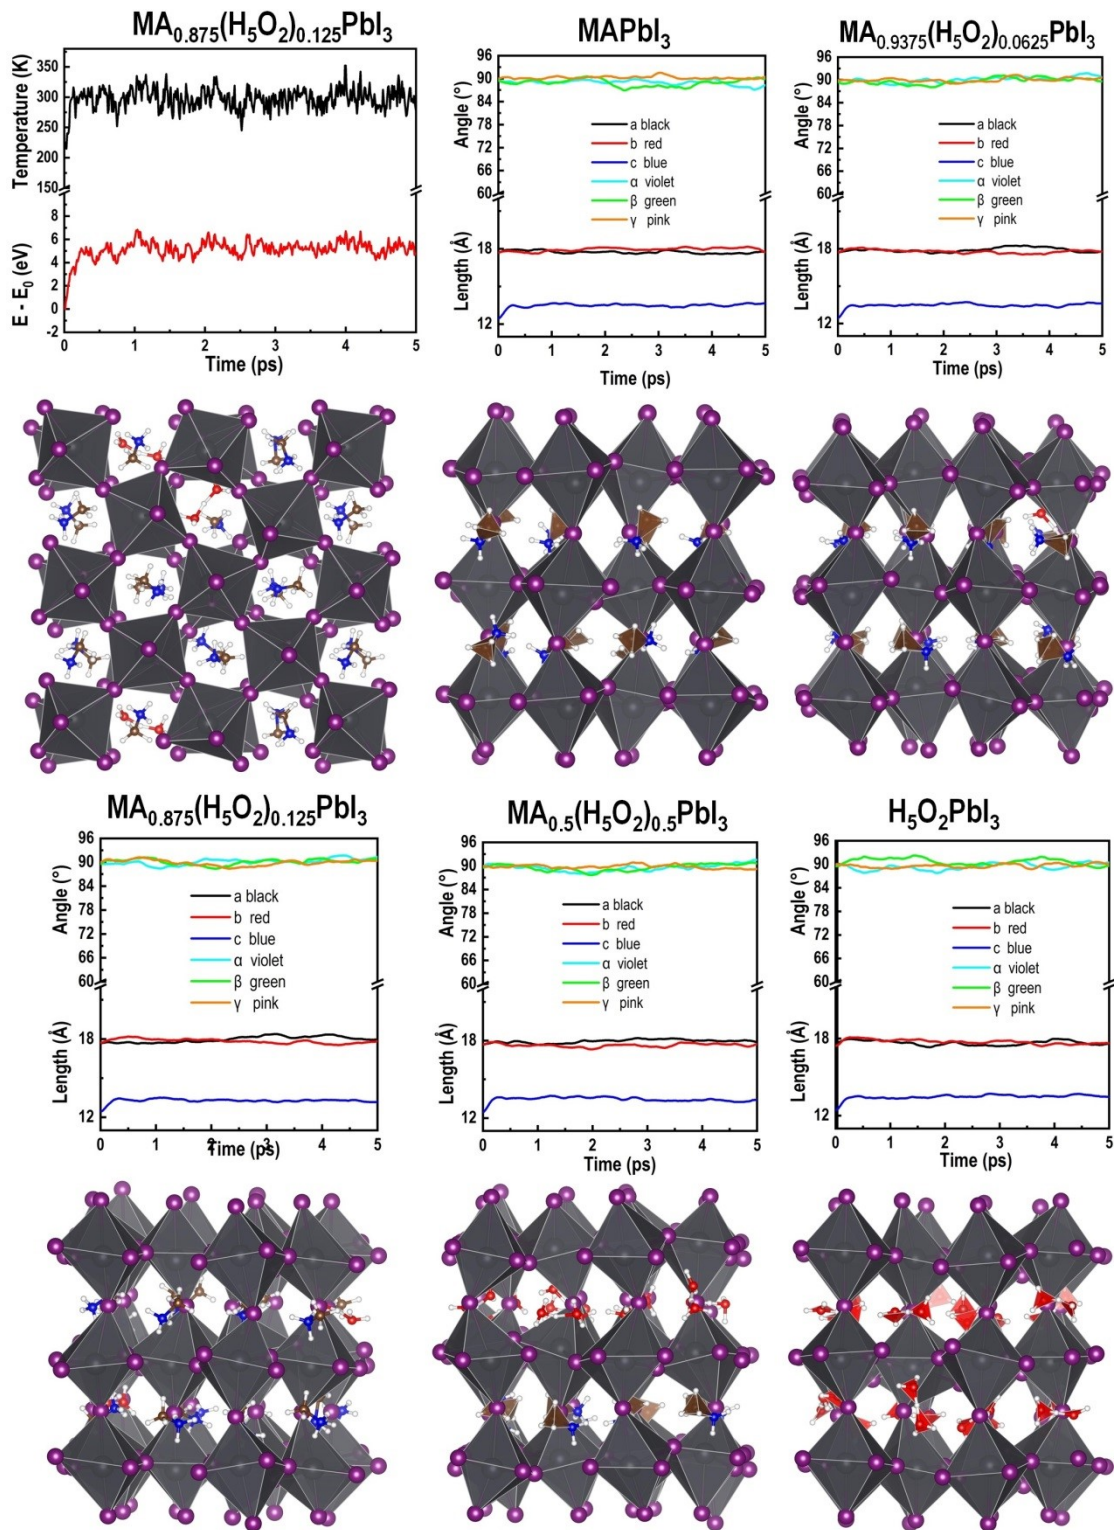 MA0.875(H5O2)0.125PbI3
Temperature (K)
350
300
250
200
150
E - E0 (eV)
8
6
4
2
0
-2
0 1 2 3 4 5
Time (ps)
MAPbI3
Angle (°)
96
90
84
78
72
66
60
a black
b red
c blue
α violet
β green
γ pink
Length (Å)
18
12
0 1 2 3 4 5
Time (ps)
MA0.9375(H5O2)0.0625PbI3
Angle (°)
96
90
84
78
72
66
60
a black
b red
c blue
α violet
β green
γ pink
Length (Å)
18
12
0 1 2 3 4 5
Time (ps)
MA0.875(H5O2)0.125PbI3
Angle (°)
96
90
84
78
72
66
60
a black
b red
c blue
α violet
β green
γ pink
Length (Å)
18
12
0 1 2 3 4 5
Time (ps)
MA0.5(H5O2)0.5PbI3
Angle (°)
96
90
84
78
72
66
60
a black
b red
c blue
α violet
β green
γ pink
Length (Å)
18
12
0 1 2 3 4 5
Time (ps)
H5O2PbI3
Angle (°)
96
90
84
78
72
66
60
a black
b red
c blue
α violet
β green
γ pink
Length (Å)
18
12
0 1 2 3 4 5
Time (ps)